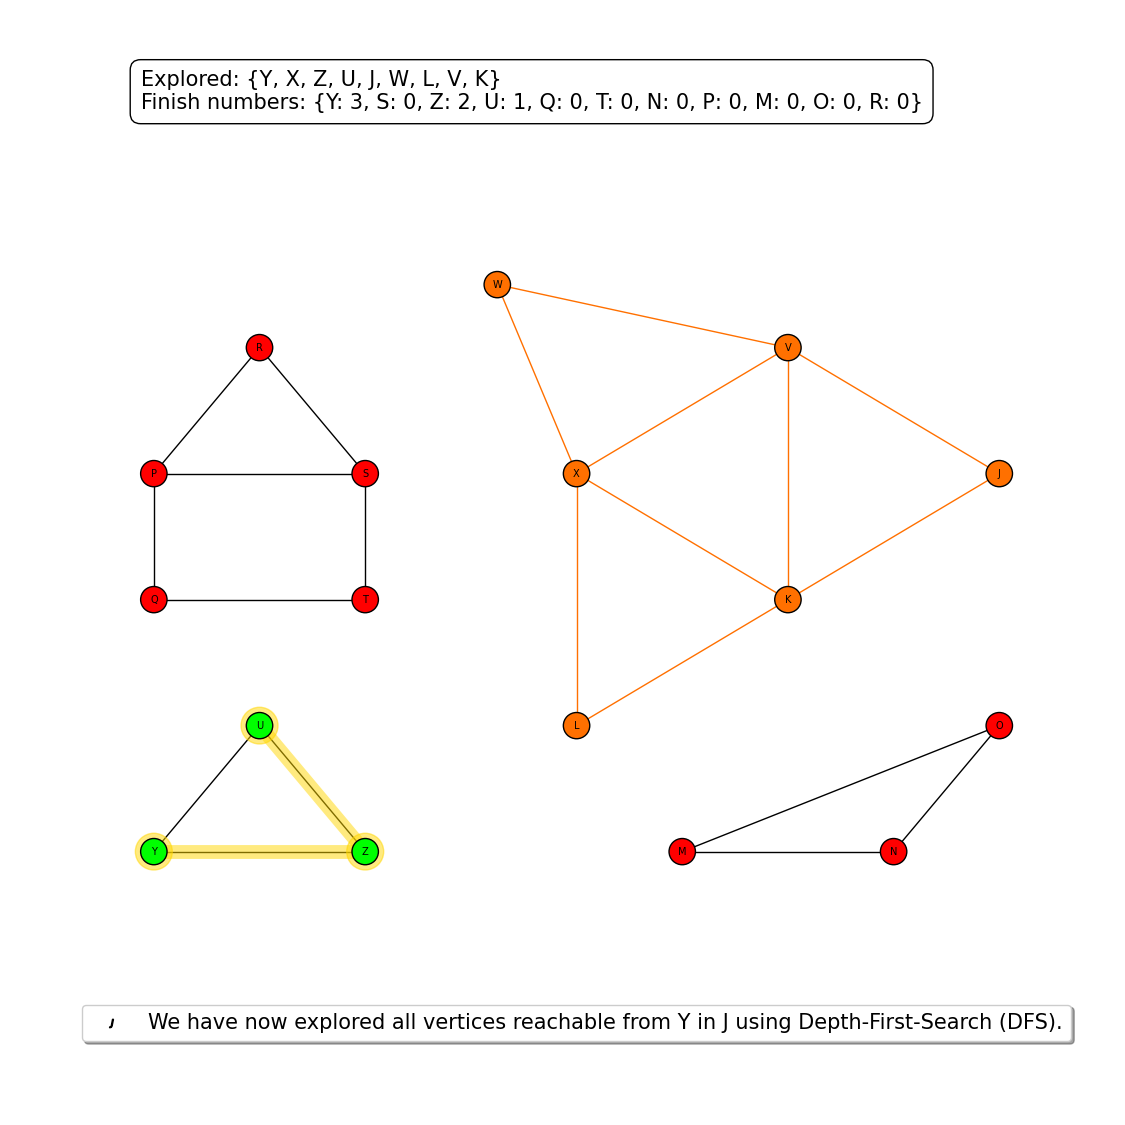 Explored: {Y, X, Z, U, J, W, L, V, K}
Finish numbers: {Y: 3, S: 0, Z: 2, U: 1, Q: 0, T: 0, N: 0, P: 0, M: 0, O: 0, R: 0}
W
R
V
P
S
X
J
Q
T
K
U
L
O
Y
Z
M
N
We have now explored all vertices reachable from Y in J using Depth-First-Search (DFS).